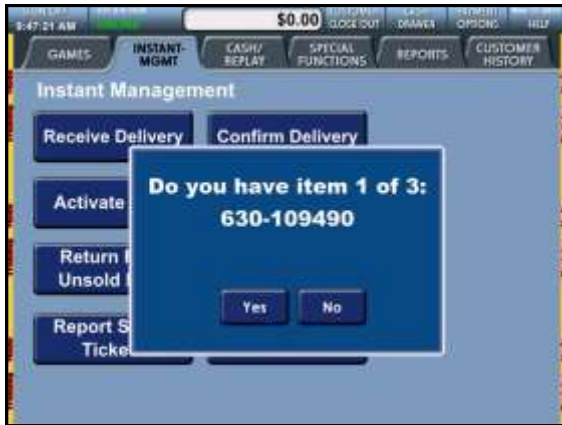 9:47:21 AM
$0.00
CLOSE OUT
DRAWER
OPTIONS
HELP
GAMES
INSTANT-
MGMT
CASH/
REPLAY
SPECIAL
FUNCTIONS
REPORTS
CUSTOMER
HISTORY
Instant Management
Receive Delivery
Confirm Delivery
Do you have item 1 of 3:
630-109490
Activate
Return
Unsold
Yes
No
Report S
Ticke